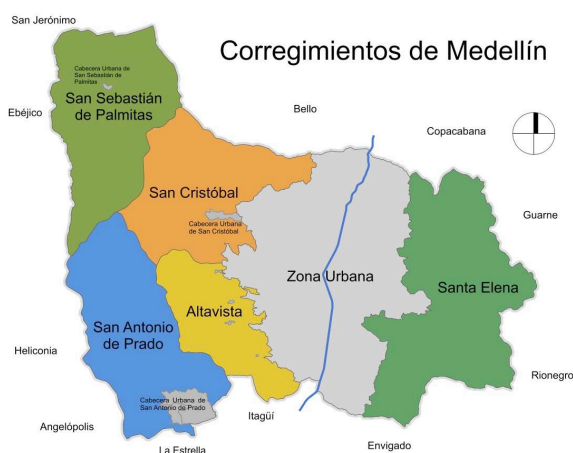 San Jerónimo
Corregimientos de Medellín
Cabecera Urbana de
San Sebastián de
Palmitas
San Sebastián
de Palmitas
Ebéjico
Bello
Copacabana
San Cristóbal
Guarne
Cabecera Urbana
de San Cristóbal
Zona Urbana
Santa Elena
Altavista
San Antonio
de Prado
Heliconia
Rionegro
Cabecera Urbana de
San Antonio de Prado
Itagüí
Angelópolis
Envigado
La Estrella